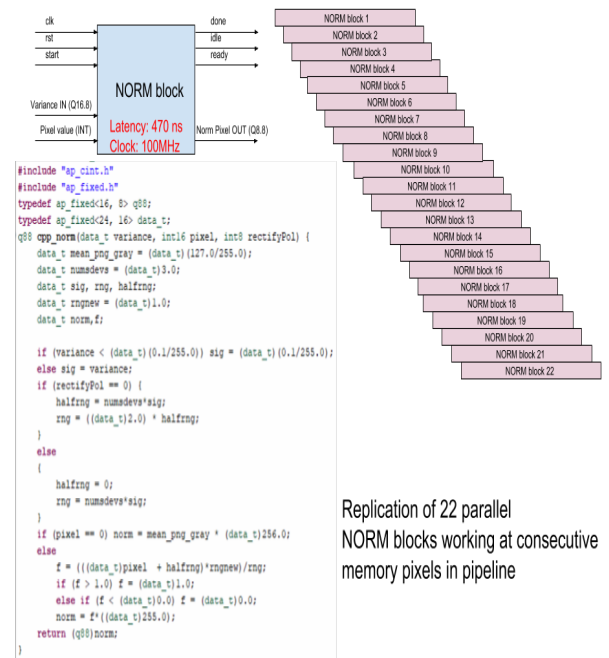 clk
rst
start
done
idle
ready
NORM block
Variance IN (Q16.8)
Pixel value (INT)
Latency: 470 ns
Clock: 100MHz
Norm Pixel OUT (Q8.8)
NORM block 1
NORM block 2
NORM block 3
NORM block 4
NORM block 5
NORM block 6
NORM block 7
NORM block 8
NORM block 9
NORM block 10
NORM block 11
NORM block 12
NORM block 13
NORM block 14
NORM block 15
NORM block 16
NORM block 17
NORM block 18
NORM block 19
NORM block 20
NORM block 21
NORM block 22
#include "ap_cint.h"
#include "ap_fixed.h"
typedef ap_fixed<16, 8> q88;
typedef ap_fixed<24, 16> data_t;
q88 cpp_norm(data_t variance, int16 pixel, int8 rectifyPol) {
    data_t mean_png_gray = (data_t)(127.0/255.0);
    data_t numsdevs = (data_t)3.0;
    data_t sig, rng, halfrng;
    data_t rngnew = (data_t)1.0;
    data_t norm,f;
    if (variance < (data_t)(0.1/255.0)) sig = (data_t)(0.1/255.0);
    else sig = variance;
    if (rectifyPol == 0) {
        halfrng = numsdevs*sig;
        rng = ((data_t)2.0) * halfrng;
    }
    else
    {
        halfrng = 0;
        rng = numsdevs*sig;
    }
    if (pixel == 0) norm = mean_png_gray * (data_t)256.0;
    else
        f = (((data_t)pixel + halfrng)*rngnew)/rng;
        if (f > 1.0) f = (data_t)1.0;
        else if (f < (data_t)0.0) f = (data_t)0.0;
        norm = f*((data_t)255.0);
    return (q88)norm;
}
Replication of 22 parallel
NORM blocks working at consecutive
memory pixels in pipeline